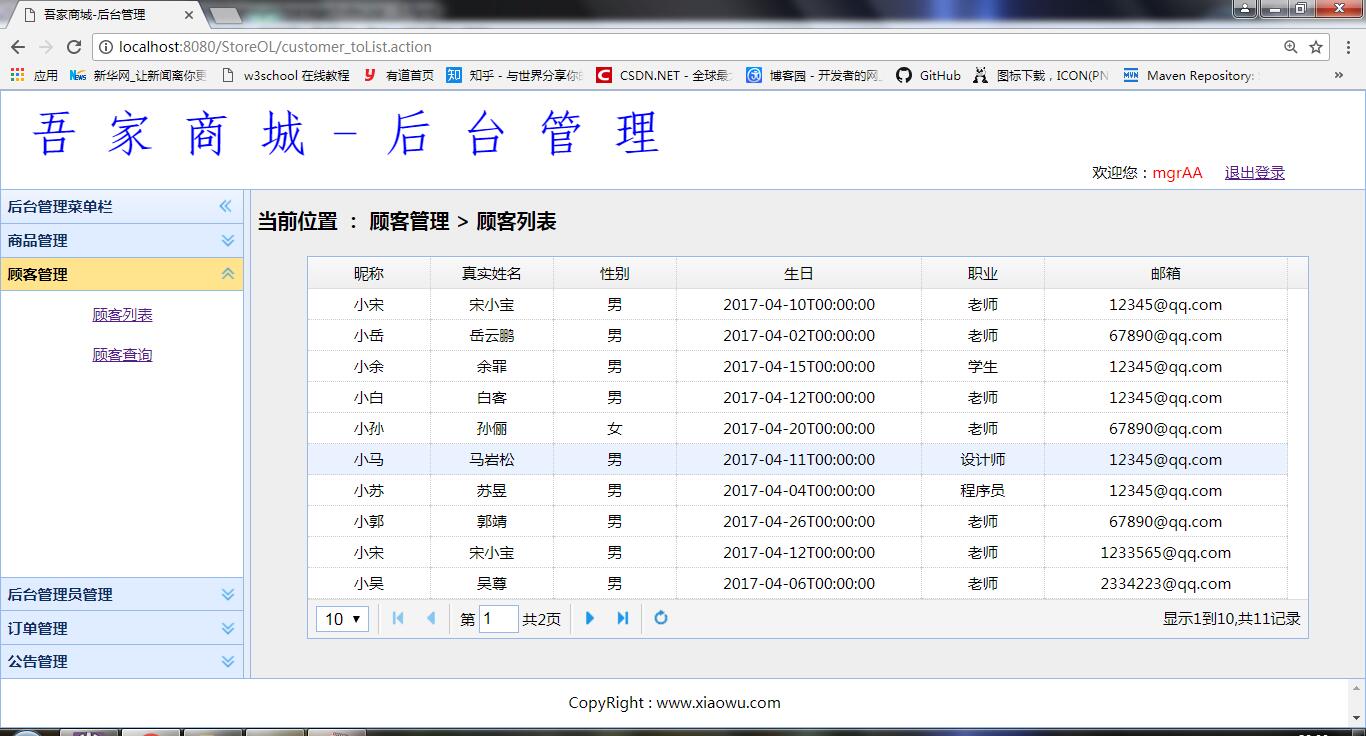 吾家商城-后台管理
localhost:8080/StoreOL/customer_toList.action
应用 新华网_让新闻离你更 w3school 在线教程 有道首页 知乎 - 与世界分享你 CSDN.NET - 全球最 博客园 - 开发者的网 GitHub 图标下载，ICON(PN Maven Repository: »
吾家商城-后台管理
欢迎您：mgrAA 退出登录
后台管理菜单栏
商品管理
顾客管理
顾客列表
顾客查询
后台管理员管理
订单管理
公告管理
当前位置 ： 顾客管理 > 顾客列表
昵称 真实姓名 性别 生日 职业 邮箱
小宋 宋小宝 男 2017-04-10T00:00:00 老师 12345@qq.com
小岳 岳云鹏 男 2017-04-02T00:00:00 老师 67890@qq.com
小余 余罪 男 2017-04-15T00:00:00 学生 12345@qq.com
小白 白客 男 2017-04-12T00:00:00 老师 12345@qq.com
小孙 孙俪 女 2017-04-20T00:00:00 老师 67890@qq.com
小马 马岩松 男 2017-04-11T00:00:00 设计师 12345@qq.com
小苏 苏昱 男 2017-04-04T00:00:00 程序员 12345@qq.com
小郭 郭靖 男 2017-04-26T00:00:00 老师 67890@qq.com
小宋 宋小宝 男 2017-04-12T00:00:00 老师 1233565@qq.com
小吴 吴尊 男 2017-04-06T00:00:00 老师 2334223@qq.com
10 第 1 共2页 显示1到10,共11记录
CopyRight : www.xiaowu.com